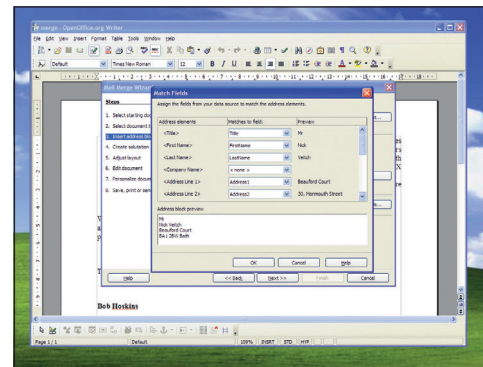 merge - OpenOffice.org Writer
File Edit View Insert Format Table Tools Window Help
Default Times New Roman 12 B I U
Mail Merge Wizard
Steps
1. Select starting doc
2. Select document t
3. Insert address blo
4. Create salutation
5. Adjust layout
6. Edit document
7. Personalize docum
8. Save, print or sen
Help
Match Fields
Assign the fields from your data source to match the address elements.
Address elements Matches to field: Preview
<Title> Title Mr
<First Name> FirstName Nick
<Last Name> LastName Veitch
<Company Name> < none >
<Address Line 1> Address1 Beauford Court
<Address Line 2> Address2 30, Monmouth Street
Address block preview
Mr
Nick Veitch
Beauford Court
BA1 2BW Bath
OK Cancel Help
<< Back Next >> Finish Cancel
Bob Hoskins
Page 1 / 1 Default 100% INSRT STD HYP